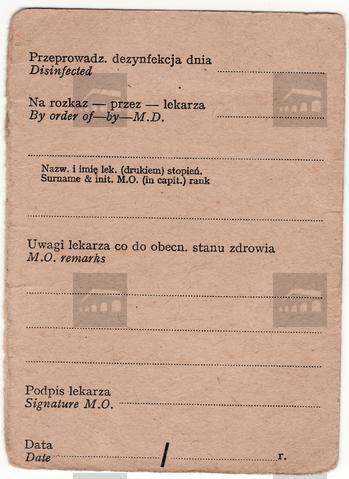 Przeprowadz. dezynfekcja dnia
Disinfected
Na rozkaz — przez — lekarza
By order of—by—M.D.
Nazw. i imię lek. (drukiem) stopień.
Surname & init. M.O. (in capit.) rank
Uwagi lekarza co do obecn. stanu zdrowia
M.O. remarks
Podpis lekarza
Signature M.O.
Data
Date / r.